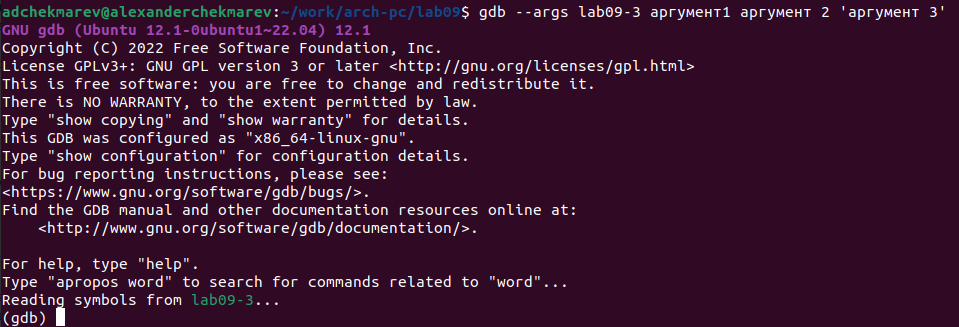 adchekmarev@alexanderchekmarev:~/work/arch-pc/lab09$ gdb --args lab09-3 аргумент1 аргумент 2 'аргумент 3'
GNU gdb (Ubuntu 12.1-0ubuntu1~22.04) 12.1
Copyright (C) 2022 Free Software Foundation, Inc.
License GPLv3+: GNU GPL version 3 or later <http://gnu.org/licenses/gpl.html>
This is free software: you are free to change and redistribute it.
There is NO WARRANTY, to the extent permitted by law.
Type "show copying" and "show warranty" for details.
This GDB was configured as "x86_64-linux-gnu".
Type "show configuration" for configuration details.
For bug reporting instructions, please see:
<https://www.gnu.org/software/gdb/bugs/>.
Find the GDB manual and other documentation resources online at:
    <http://www.gnu.org/software/gdb/documentation/>.

For help, type "help".
Type "apropos word" to search for commands related to "word"...
Reading symbols from lab09-3...
(gdb)